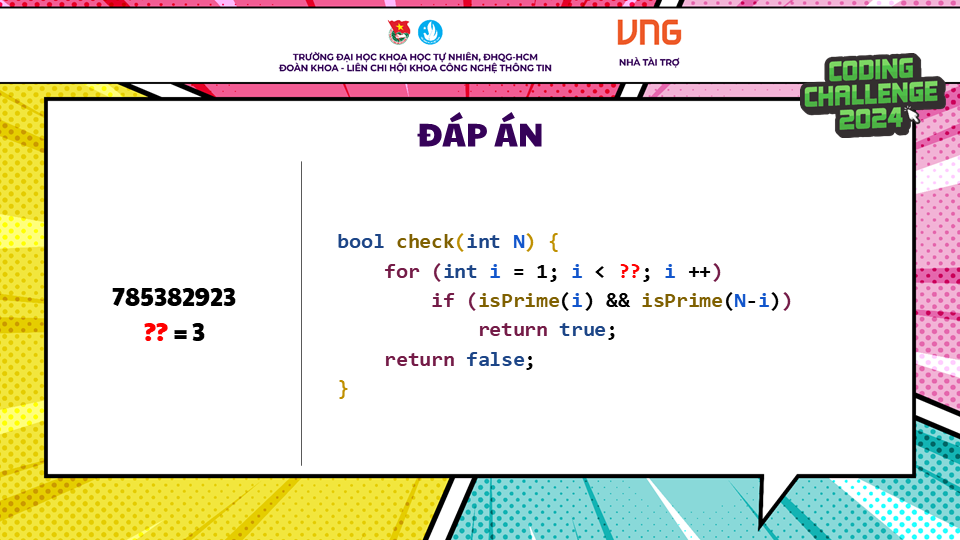 VNG
TRƯỜNG ĐẠI HỌC KHOA HỌC TỰ NHIÊN, ĐHQG-HCM
ĐOÀN KHOA - LIÊN CHI HỘI KHOA CÔNG NGHỆ THÔNG TIN
NHÀ TÀI TRỢ
CODING
CHALLENGE
2024
ĐÁP ÁN
785382923
?? = 3
bool check(int N) {
    for (int i = 1; i < ??; i ++)
        if (isPrime(i) && isPrime(N-i))
            return true;
    return false;
}